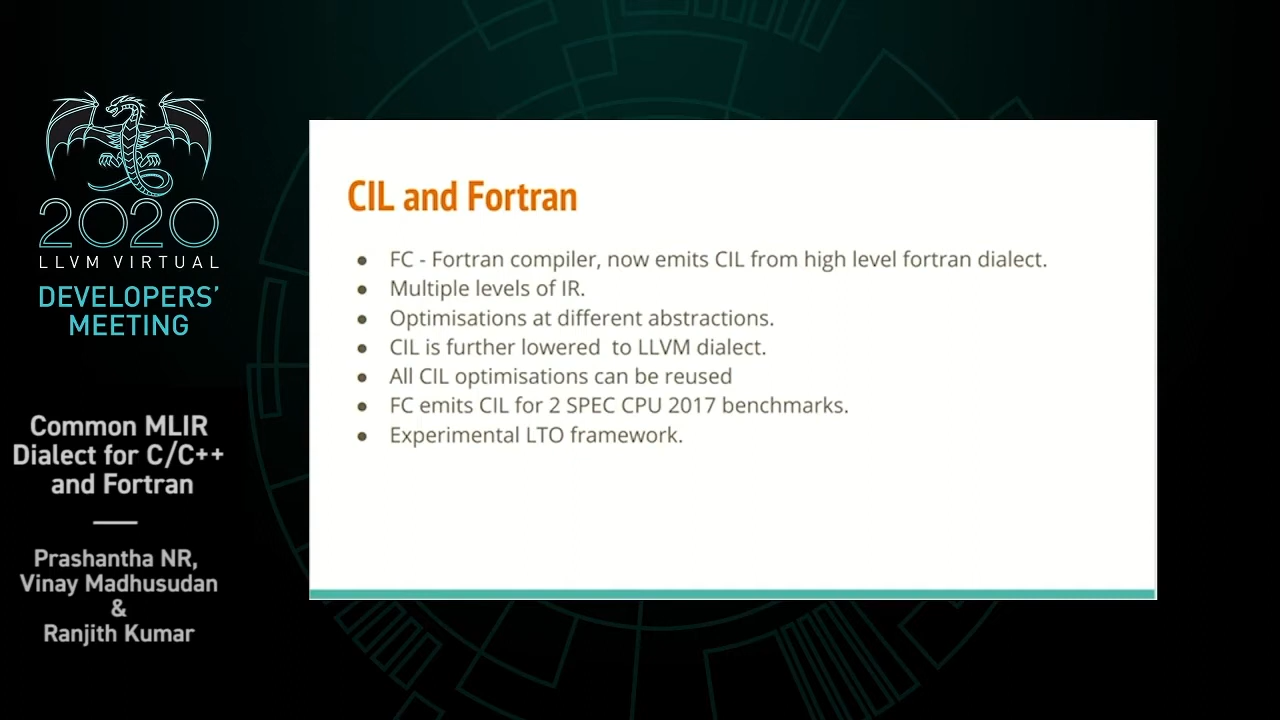 2020
LLVM VIRTUAL
DEVELOPERS'
MEETING
Common MLIR
Dialect for C/C++
and Fortran
Prashantha NR,
Vinay Madhusudan
&
Ranjith Kumar
CIL and Fortran
● FC - Fortran compiler, now emits CIL from high level fortran dialect.
● Multiple levels of IR.
● Optimisations at different abstractions.
● CIL is further lowered to LLVM dialect.
● All CIL optimisations can be reused
● FC emits CIL for 2 SPEC CPU 2017 benchmarks.
● Experimental LTO framework.